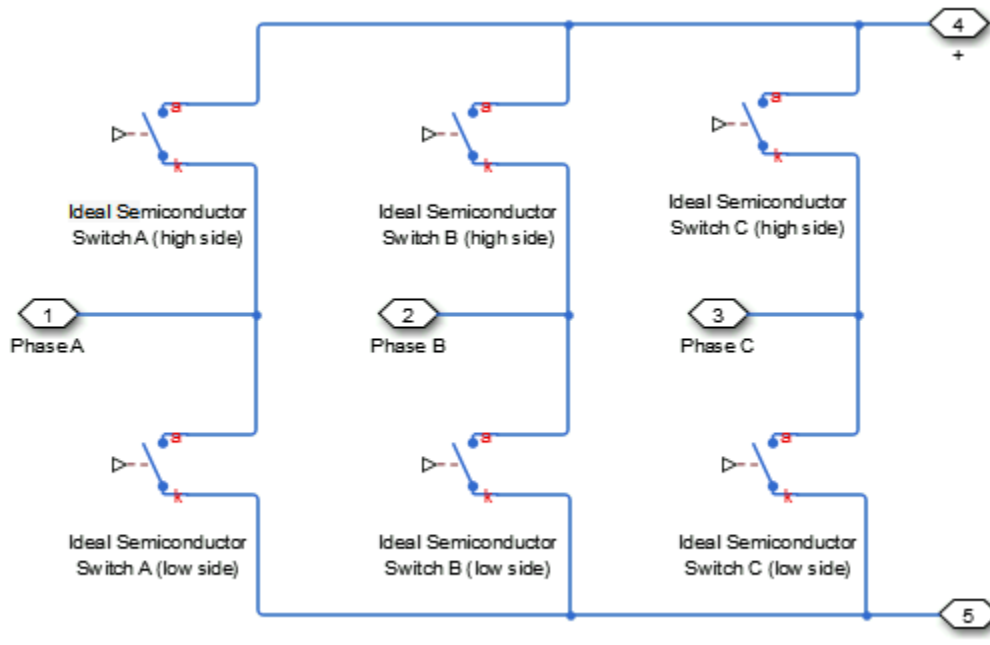 4
+
a
a
a
k
k
k
Ideal Semiconductor
Switch A (high side)
Ideal Semiconductor
Switch B (high side)
Ideal Semiconductor
Switch C (high side)
1
Phase A
2
Phase B
3
Phase C
a
a
a
k
k
k
Ideal Semiconductor
Switch A (low side)
Ideal Semiconductor
Switch B (low side)
Ideal Semiconductor
Switch C (low side)
5